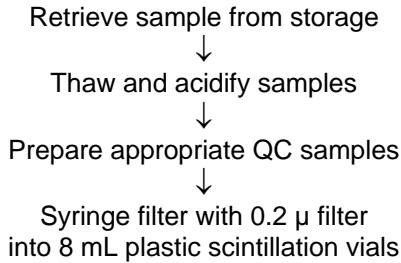 Retrieve sample from storage
↓
Thaw and acidify samples
↓
Prepare appropriate QC samples
↓
Syringe filter with 0.2 μ filter
into 8 mL plastic scintillation vials